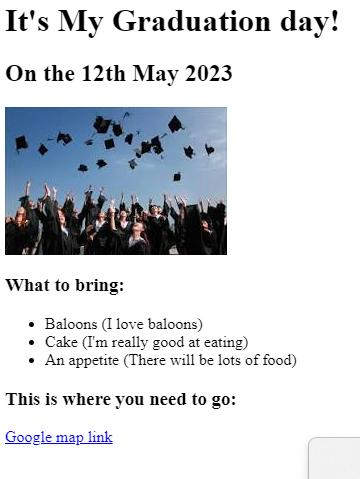 It's My Graduation day!
On the 12th May 2023
What to bring:
Baloons (I love baloons)
Cake (I'm really good at eating)
An appetite (There will be lots of food)
This is where you need to go:
Google map link